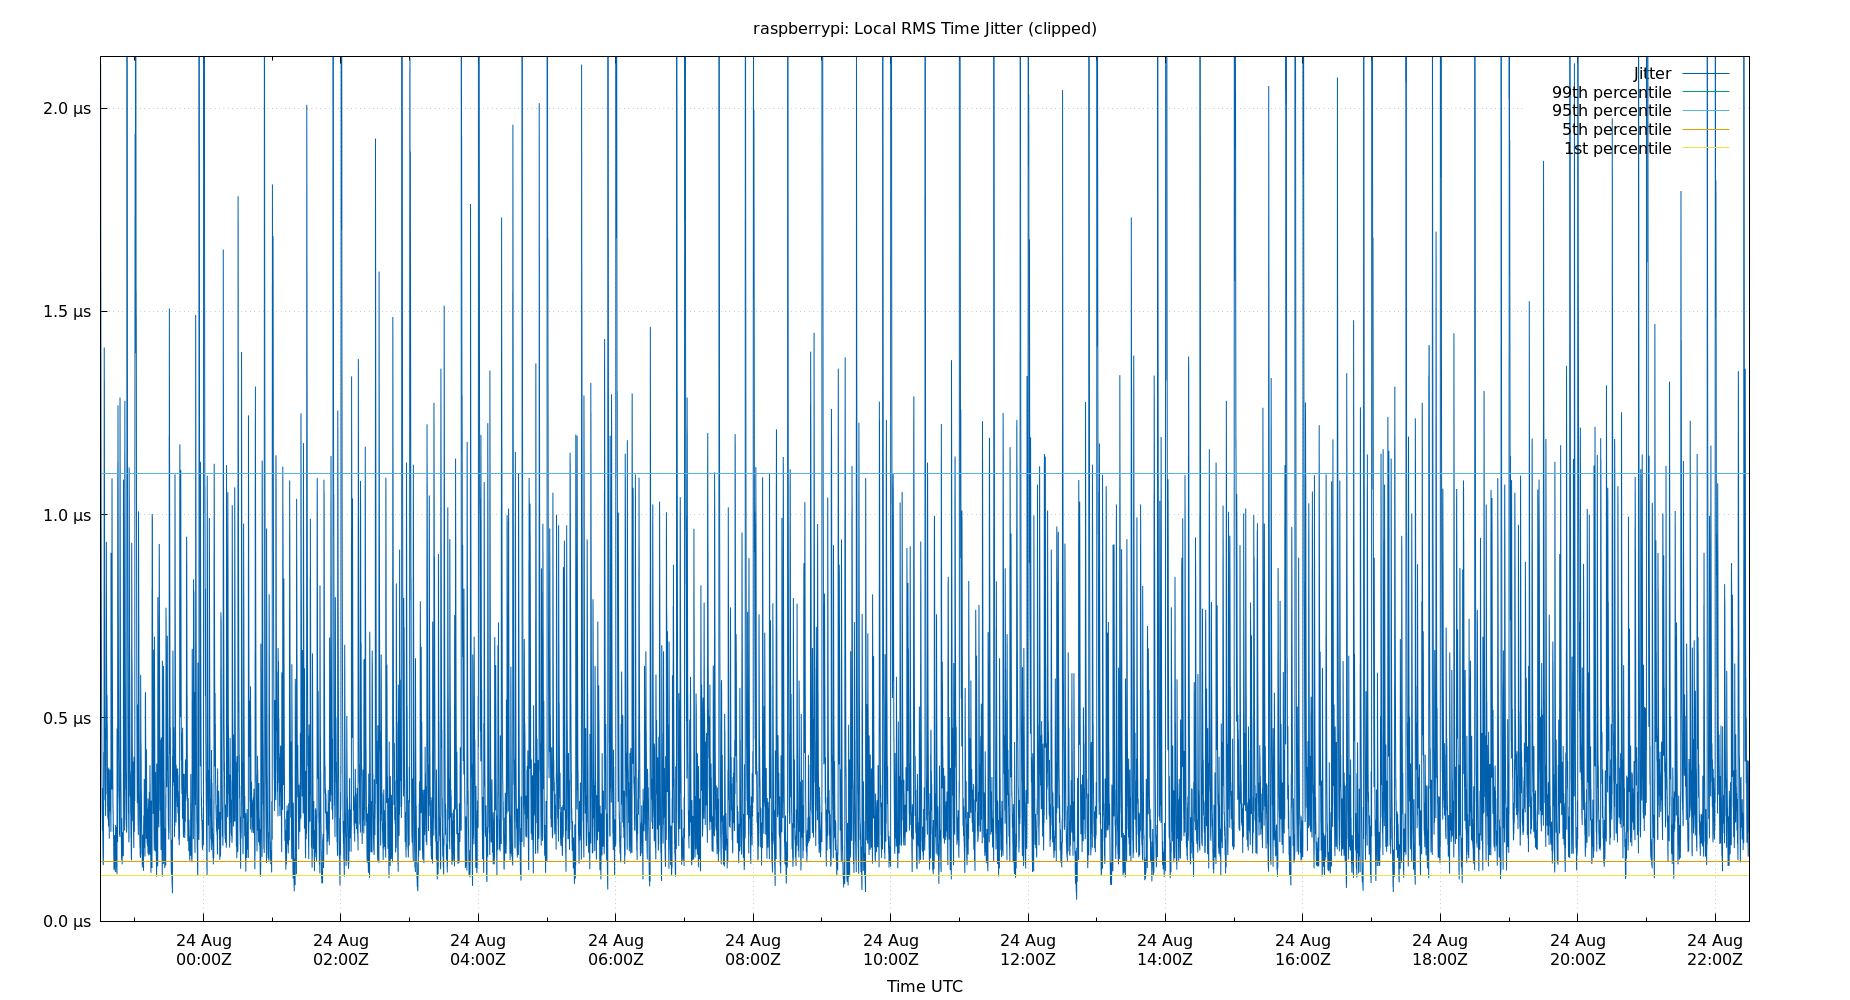 raspberrypi: Local RMS Time Jitter (clipped)
Jitter
99th percentile
95th percentile
5th percentile
1st percentile
2.0 µs
1.5 µs
1.0 µs
0.5 µs
0.0 µs
24 Aug 24 Aug 24 Aug 24 Aug 24 Aug 24 Aug 24 Aug 24 Aug 24 Aug 24 Aug 24 Aug 24 Aug
00:00Z 02:00Z 04:00Z 06:00Z 08:00Z 10:00Z 12:00Z 14:00Z 16:00Z 18:00Z 20:00Z 22:00Z
Time UTC